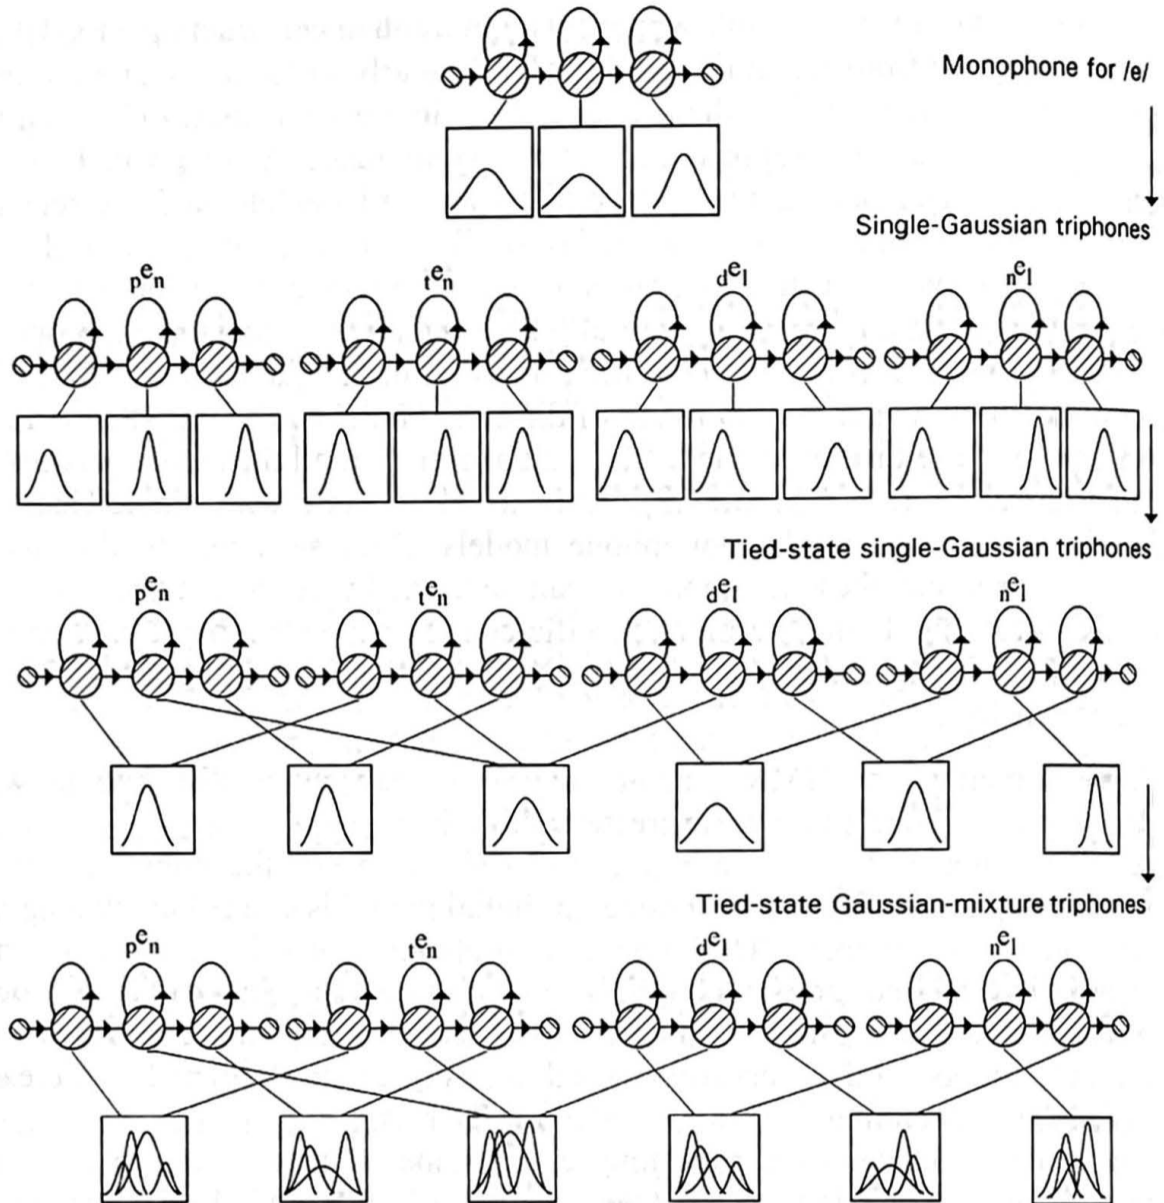 Monophone for /e/
Single-Gaussian triphones
pen ten del nel
Tied-state single-Gaussian triphones
pen ten del nel
Tied-state Gaussian-mixture triphones
pen ten del nel